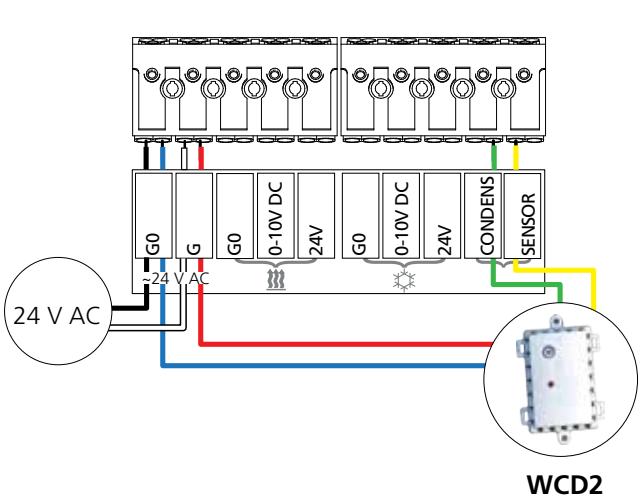 G0
G
G0
0-10V DC
24V
G0
0-10V DC
24V
CONDENS
SENSOR
~24 V AC
24 V AC
WCD2